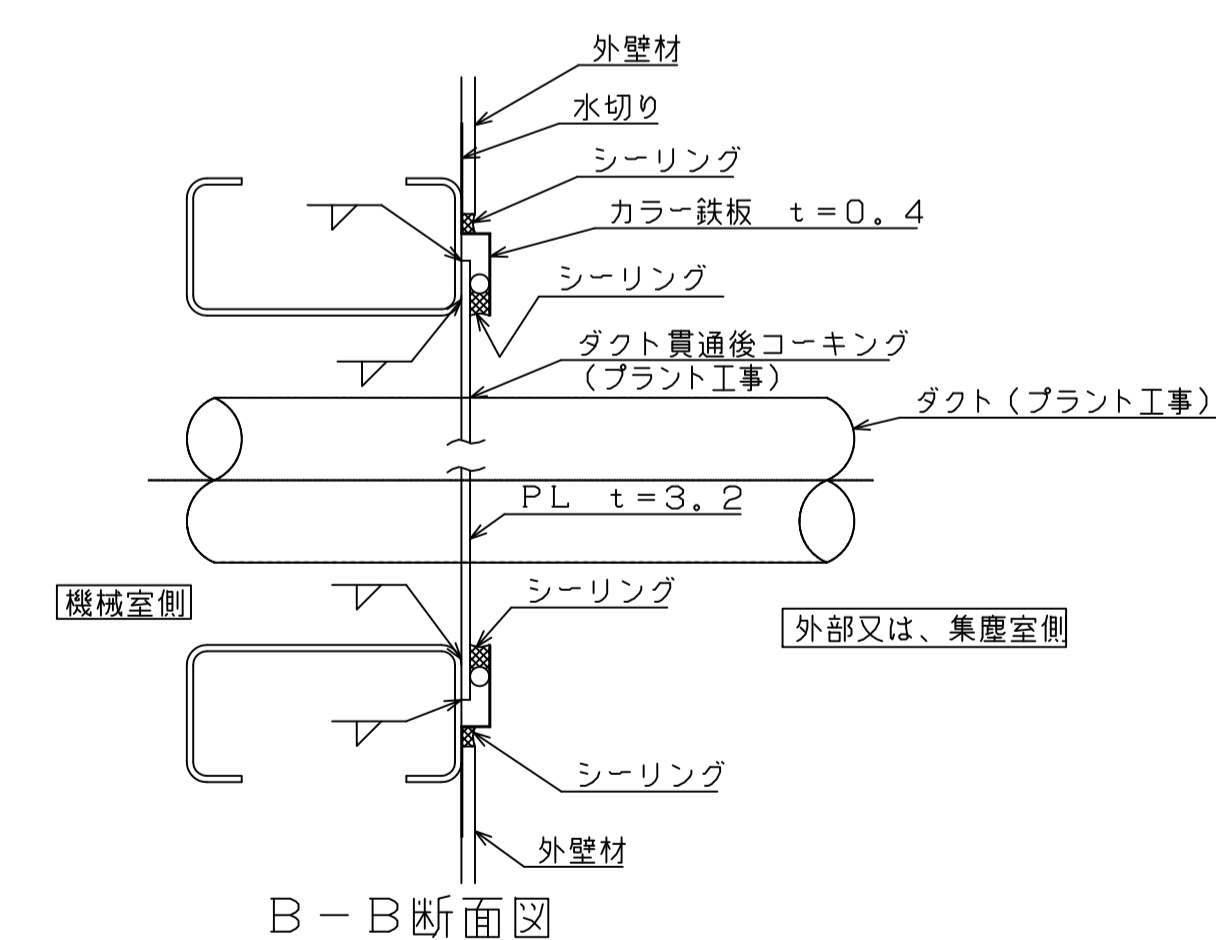 外壁材
水切り
シーリング
カラー鉄板　ｔ＝０．４
シーリング
ダクト貫通後コーキング
（プラント工事）
ダクト（プラント工事）
ＰＬ　ｔ＝３．２
シーリング
機械室側
外部又は、集塵室側
シーリング
外壁材
Ｂ－Ｂ断面図